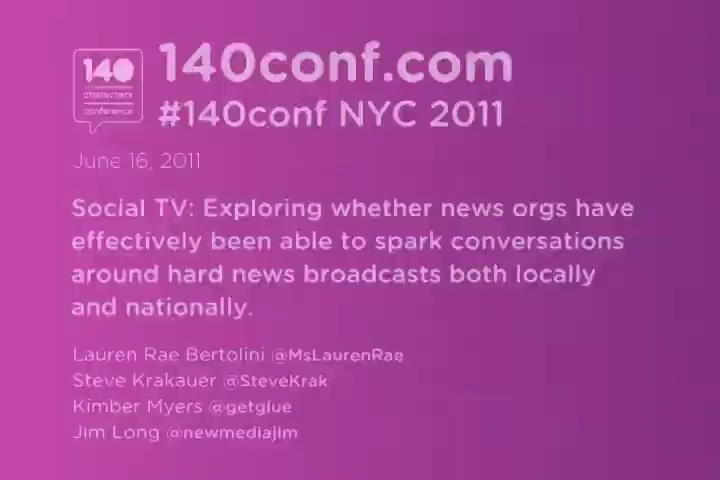 140
characters
conference
140conf.com
#140conf NYC 2011
June 16, 2011
Social TV: Exploring whether news orgs have
effectively been able to spark conversations
around hard news broadcasts both locally
and nationally.
Lauren Rae Bertolini @MsLaurenRae
Steve Krakauer @SteveKrak
Kimber Myers @getglue
Jim Long @newmediajim